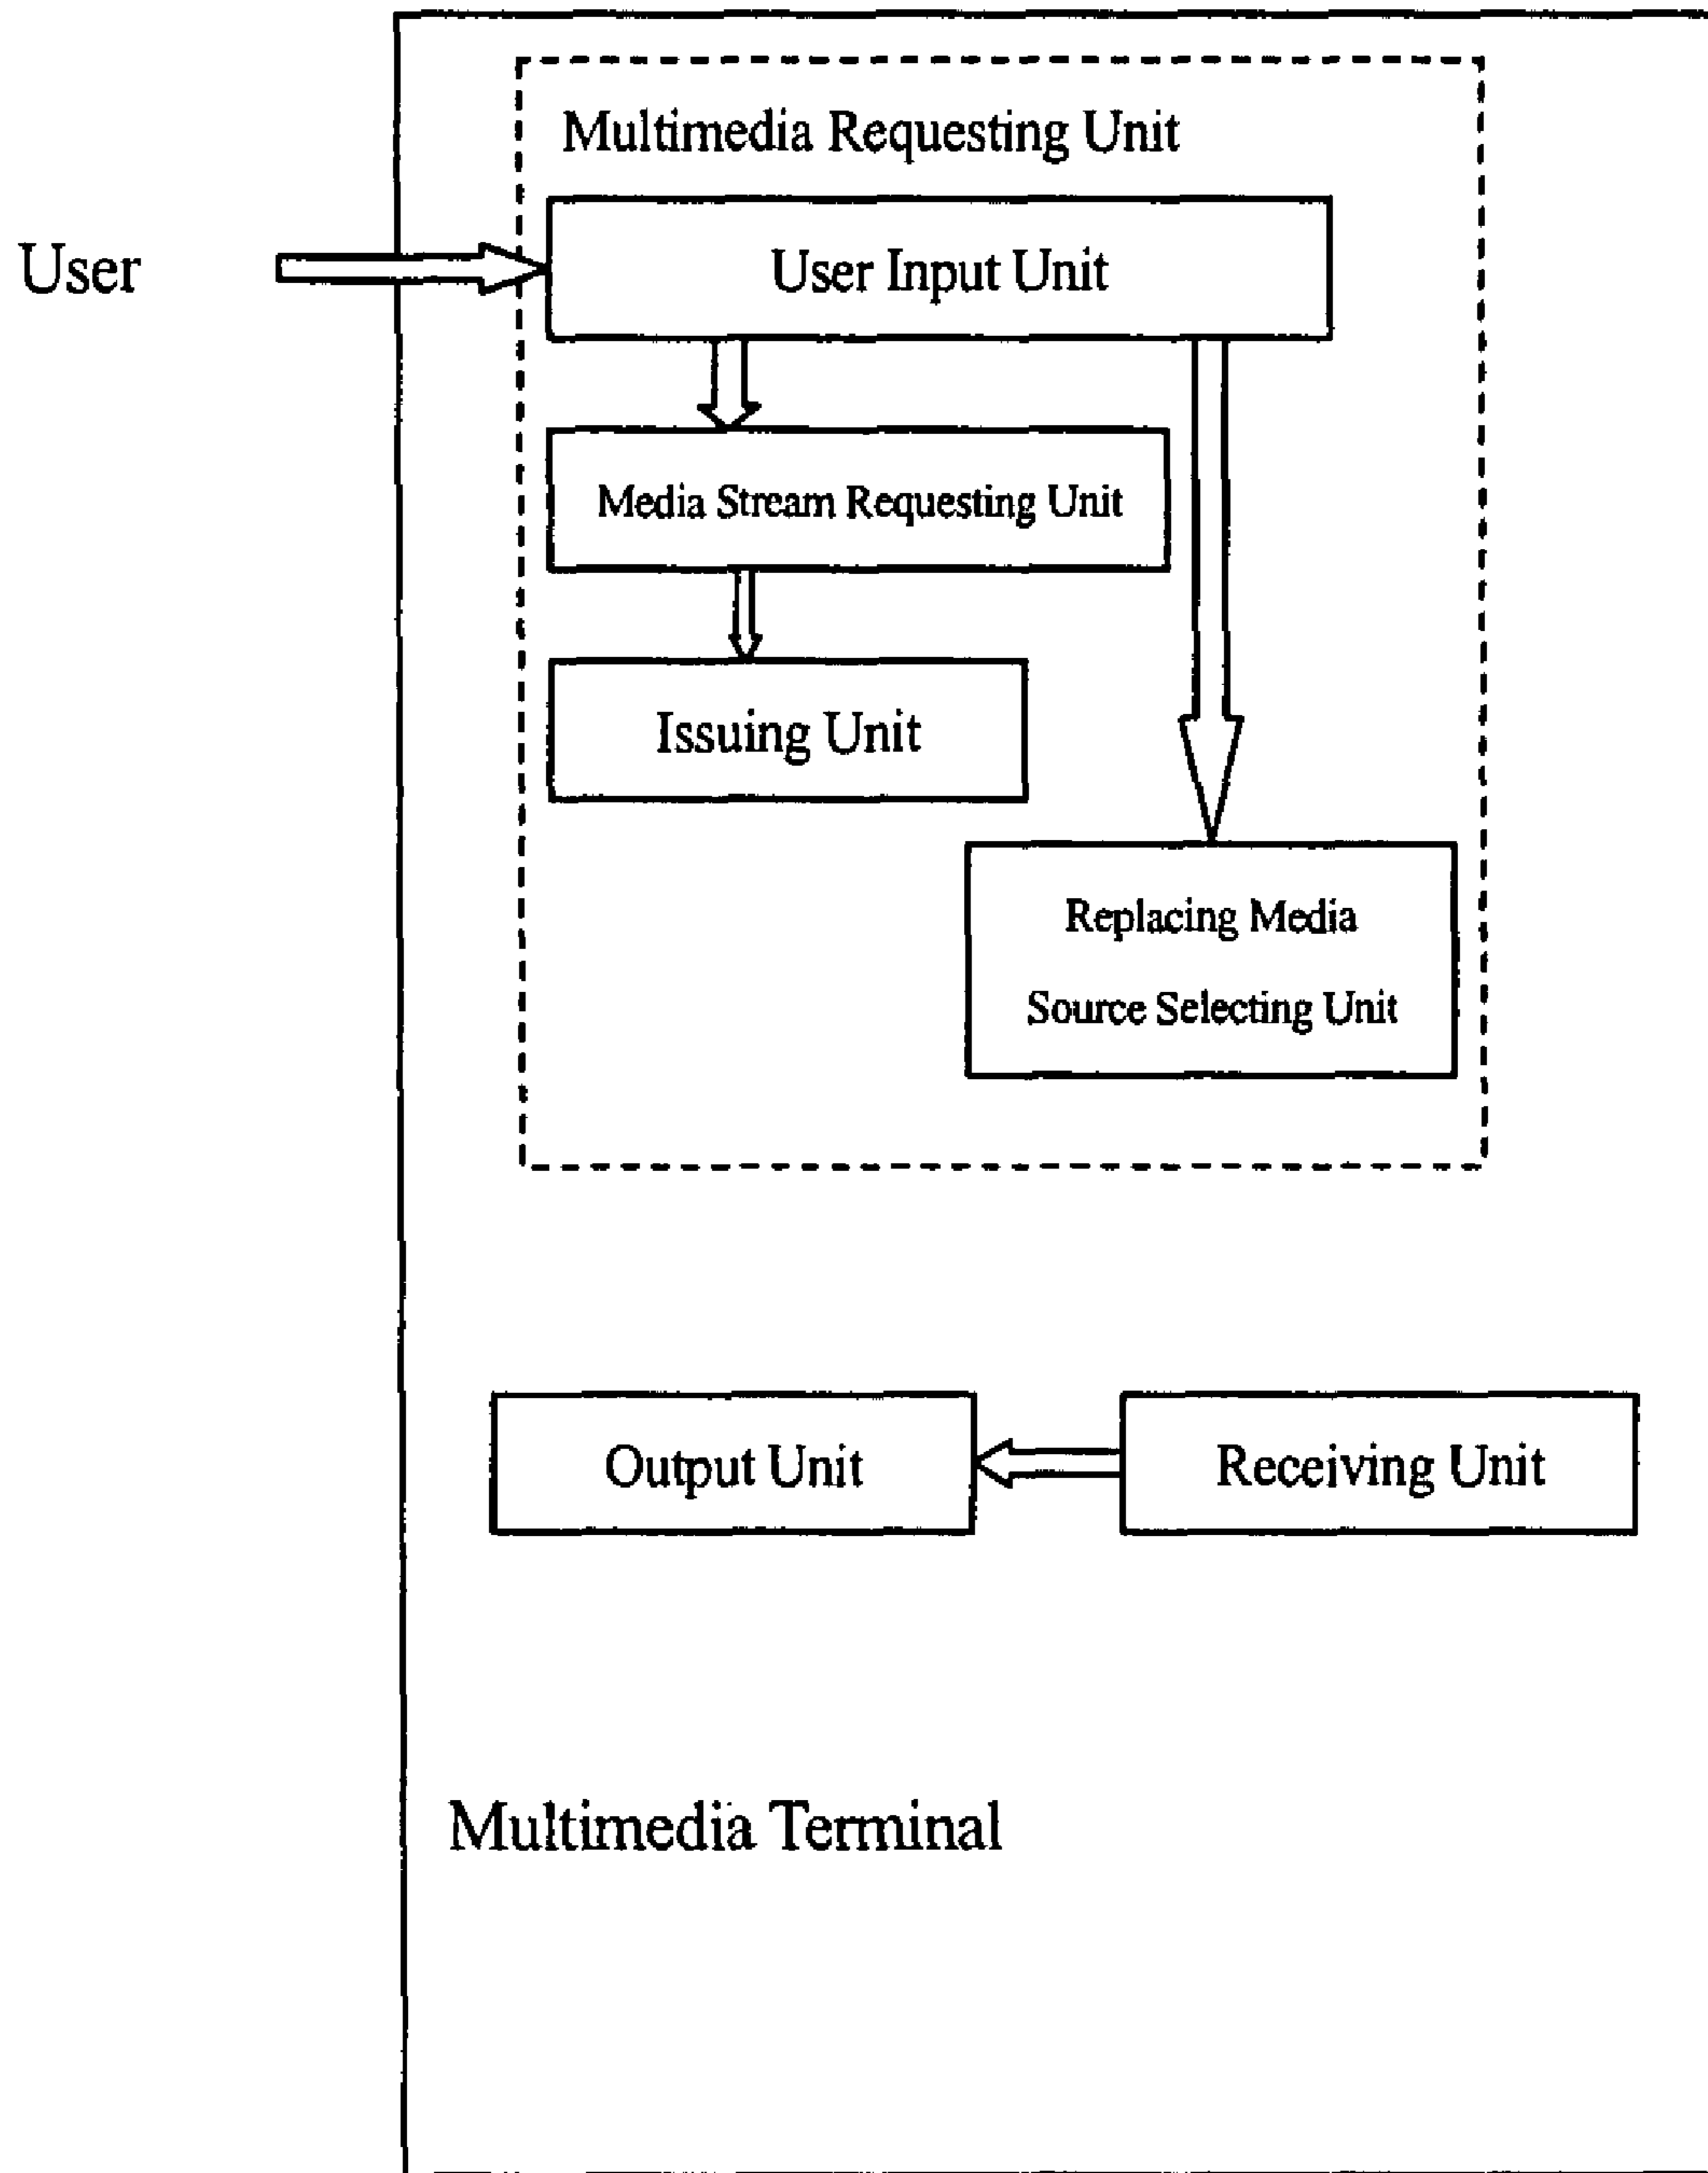 Multimedia Requesting Unit
User
User Input Unit
Media Stream Requesting Unit
Issuing Unit
Replacing Media
Source Selecting Unit
Output Unit
Receiving Unit
Multimedia Terminal